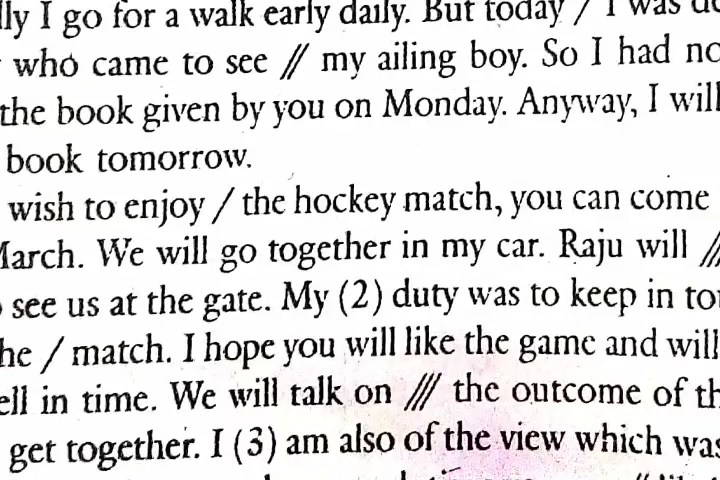 lly I go for a walk early daily. But today / I was
who came to see // my ailing boy. So I had
the book given by you on Monday. Anyway, I will
book tomorrow.
wish to enjoy / the hockey match, you can come
March. We will go together in my car. Raju will //
see us at the gate. My (2) duty was to keep in
he / match. I hope you will like the game and will
ell in time. We will talk on /// the outcome of
get together. I (3) am also of the view which was